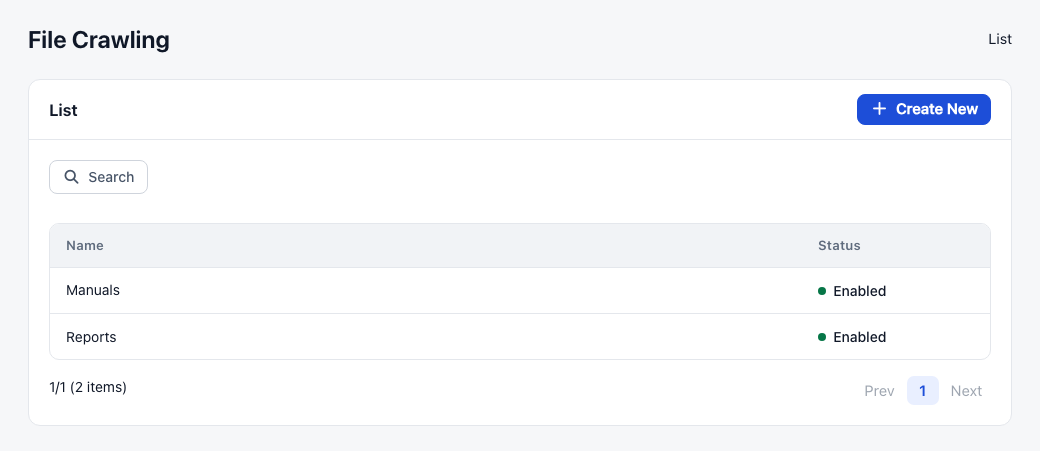 File Crawling
List
List
Create New
Search
Name Status
Manuals Enabled
Reports Enabled
1/1 (2 items)
Prev 1 Next